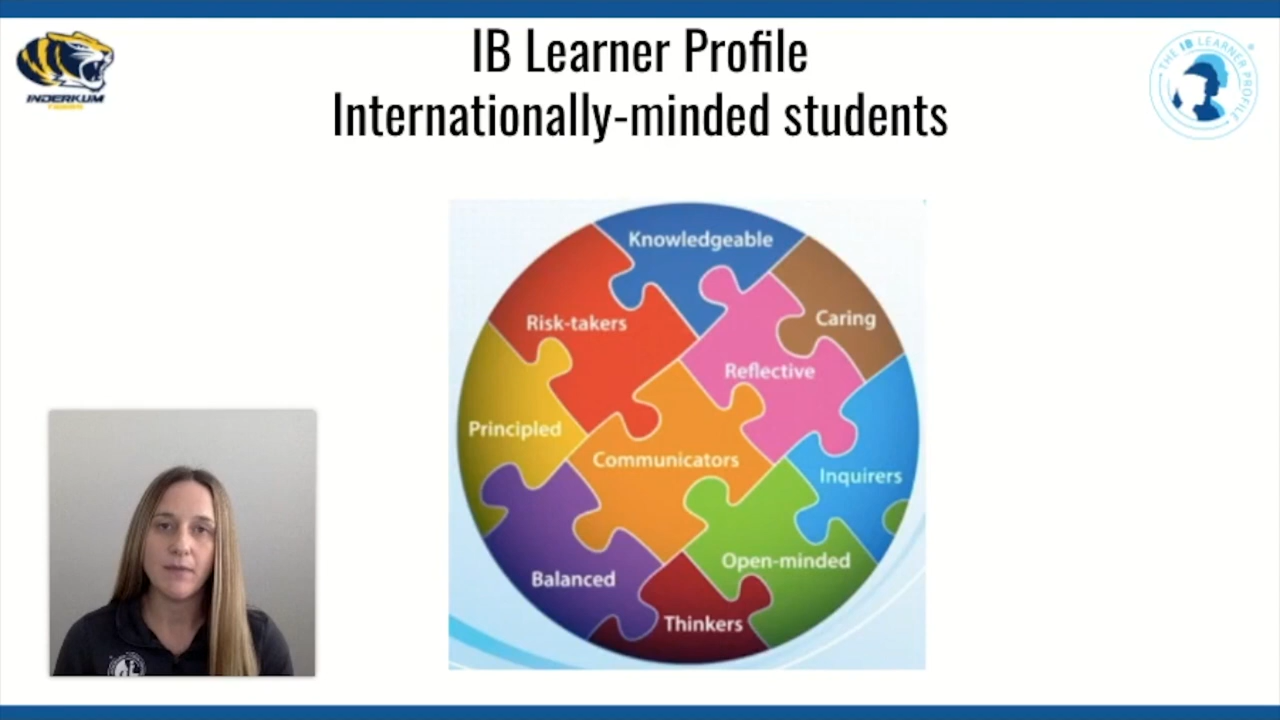 IB Learner Profile
Internationally-minded students
INDERKUM
TIGERS
THE IB LEARNER PROFILE
Knowledgeable
Risk-takers
Caring
Reflective
Principled
Communicators
Inquirers
Open-minded
Balanced
Thinkers